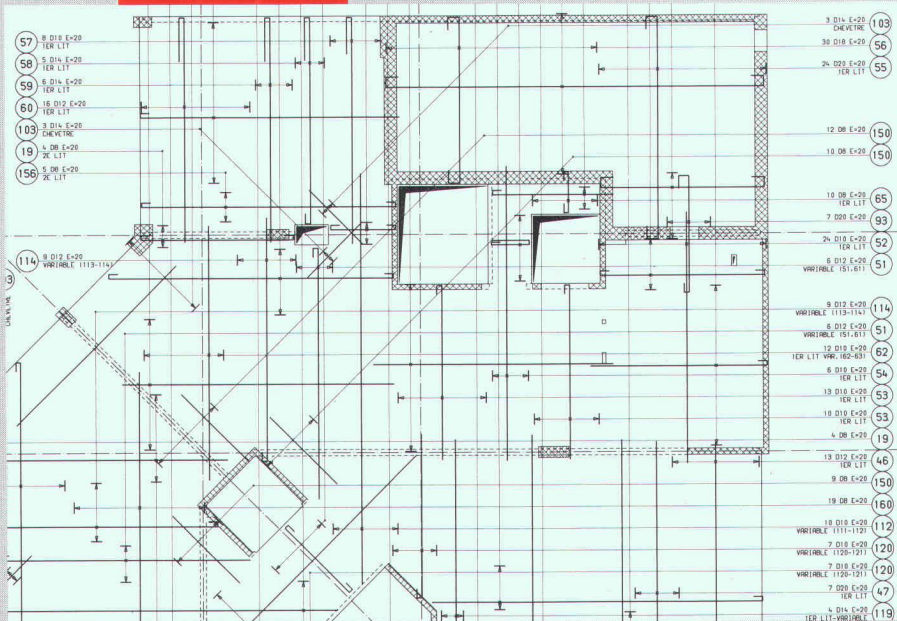 57 8 D10 E=20
1ER LIT
58 5 D14 E=20
1ER LIT
59 6 D14 E=20
1ER LIT
60 16 D12 E=20
1ER LIT
103 3 D14 E=20
CHEVETRE
19 4 D8 E=20
2E LIT
156 5 D8 E=20
2E LIT
114 9 D12 E=20
VARIABLE (113-114)
3 D14 E=20 103
CHEVETRE
30 D18 E=20 56
24 D20 E=20 55
1ER LIT
12 D8 E=20 150
10 D8 E=20 150
10 D8 E=20 65
1ER LIT
7 D20 E=20 93
24 D10 E=20 52
1ER LIT
6 D12 E=20 51
VARIABLE (51.61)
9 D12 E=20 114
VARIABLE (113-114)
6 D12 E=20 51
VARIABLE (51.61)
12 D10 E=20 62
1ER LIT VAR.(62-63)
6 D10 E=20 54
1ER LIT
13 D10 E=20 53
1ER LIT
10 D10 E=20 53
1ER LIT
4 D8 E=20 19
13 D12 E=20 46
1ER LIT
9 D8 E=20 150
19 D8 E=20 160
18 D10 E=20 112
VARIABLE (111-112)
7 D10 E=20 120
VARIABLE (120-121)
7 D10 E=20 120
VARIABLE (120-121)
7 D20 E=20 47
1ER LIT
4 D14 E=20 119
1ER LIT-VARIABLE